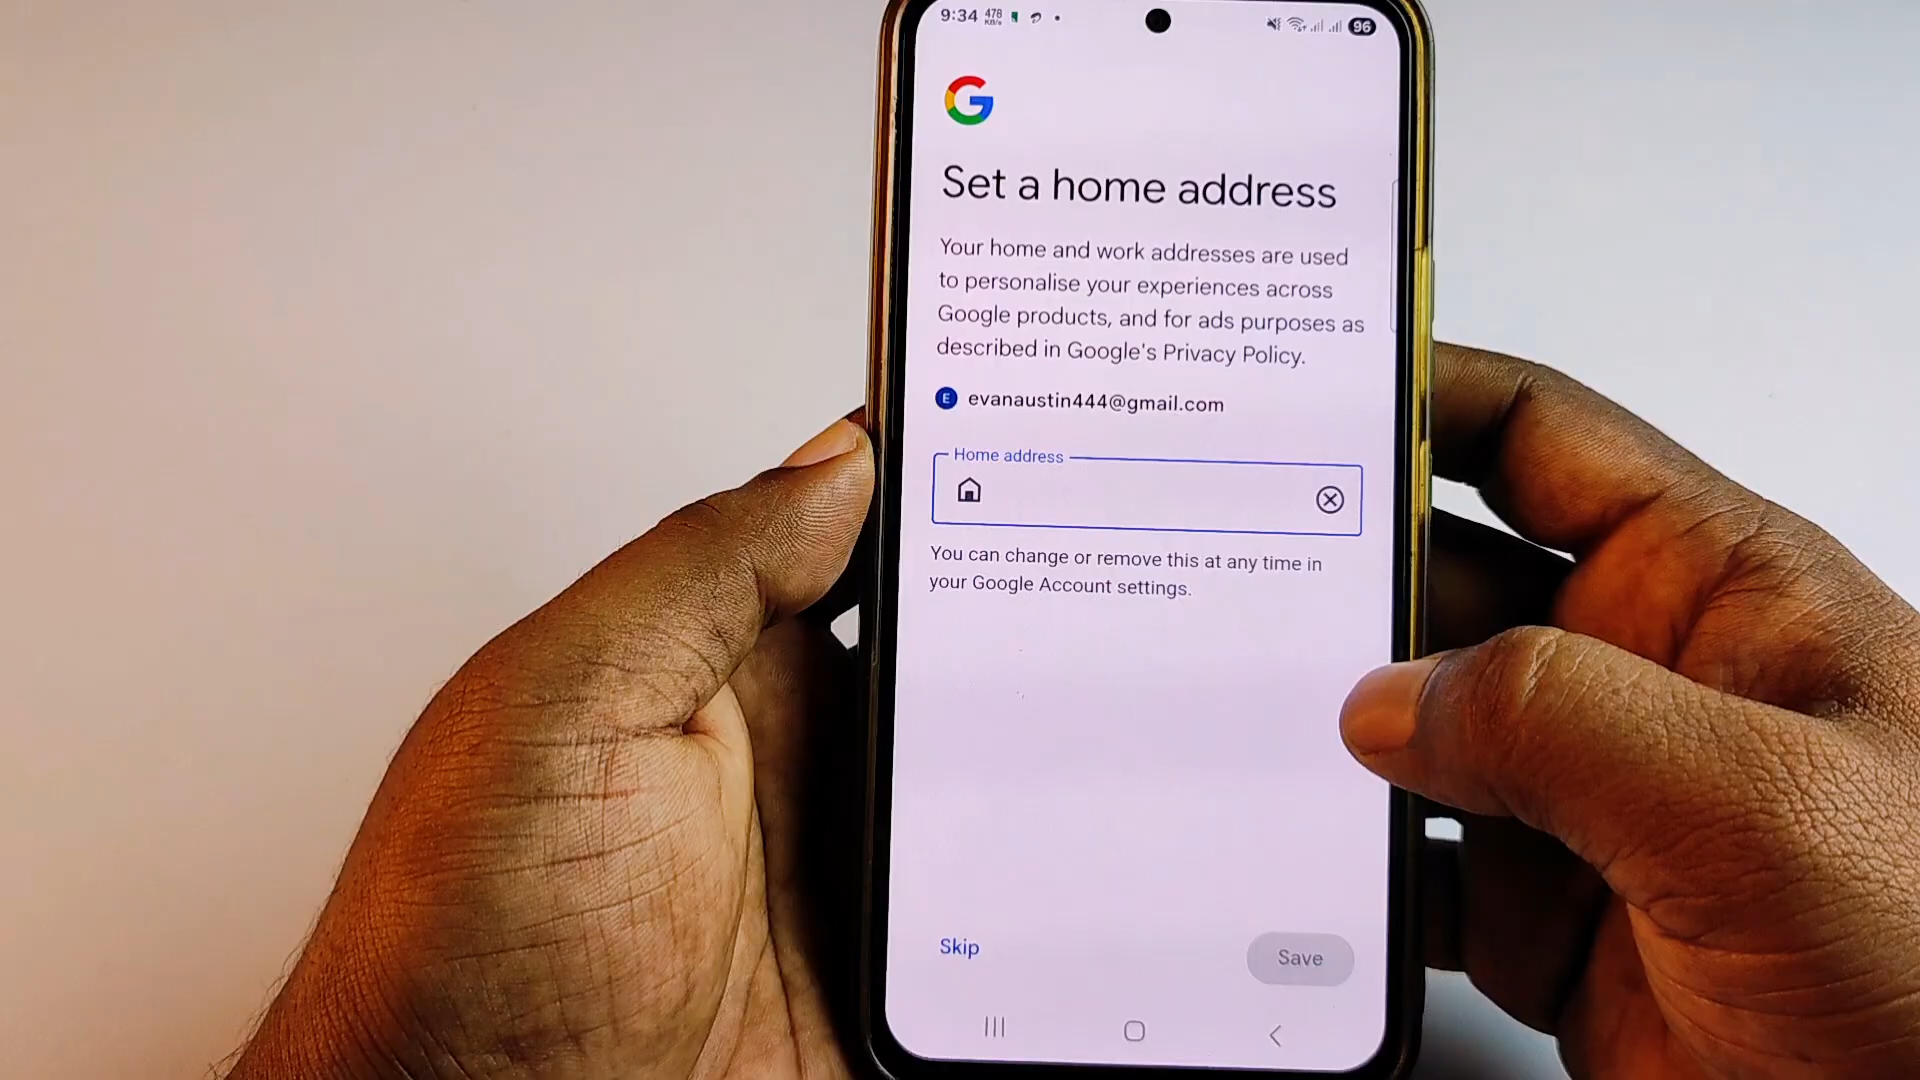 9:34 478 KB/s 96
Set a home address
Your home and work addresses are used
to personalise your experiences across
Google products, and for ads purposes as
described in Google's Privacy Policy.
E evanaustin444@gmail.com
Home address
You can change or remove this at any time in
your Google Account settings.
Skip
Save